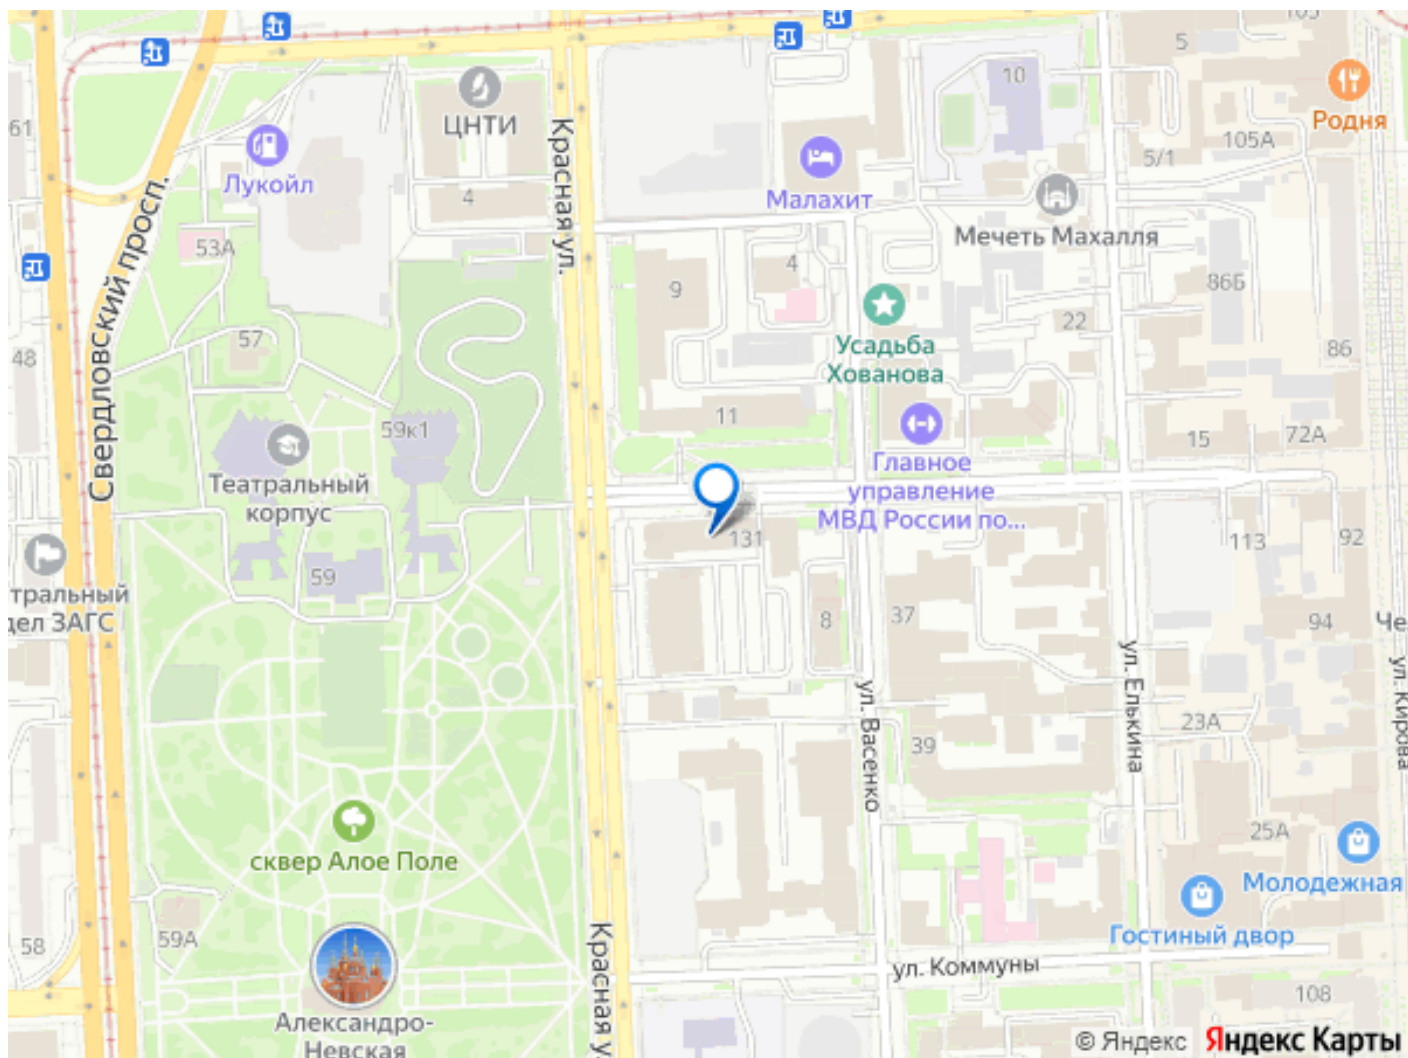 103
5
10
Родня
105А
5/1
61
ЦНТИ
Лукойл
Красная ул.
4
Малахит
Мечеть Махалля
53А
Свердловский просп.
4
9
86Б
22
57
48
Усадьба
Хованова
86
11
59к1
15
72А
Театральный
корпус
Главное
управление
МВД России по...
131
113
92
59
тральный
дел ЗАГС
8
37
94
Че
ул. Кирова
ул. Елькина
ул. Васенко
23А
39
25А
сквер Алое Поле
Молодежная
Гостиный двор
59А
58
Красная у
ул. Коммуны
108
Александро-
Невская
© Яндекс Яндекс Карты